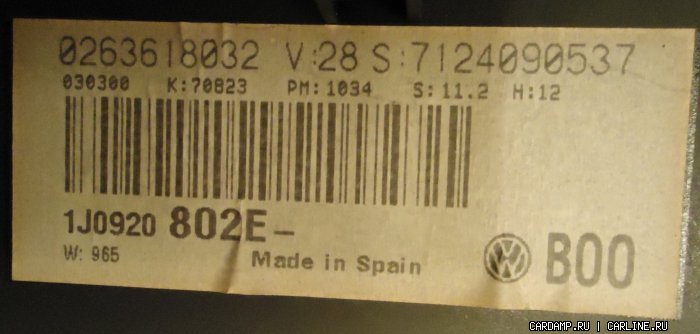 0263618032 V:28 S:7124090537
030300 K:70823 PM:1034 S:11.2 H:12
1J0920 802E-
W: 965 Made in Spain B00
CARDAMP.RU | CARLINE.RU